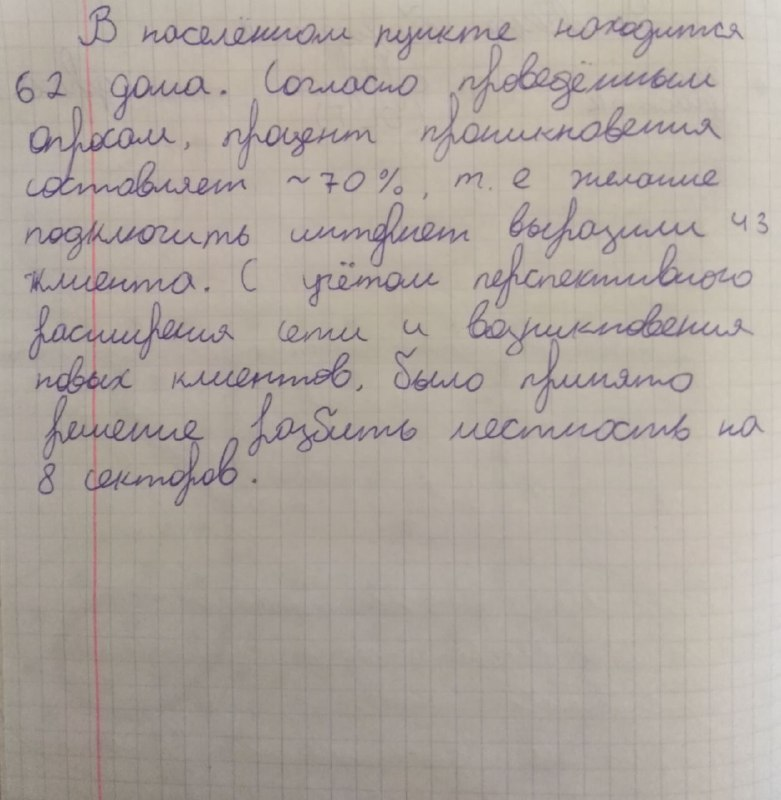 В населённом пункте находится
62 дома. Согласно проведённым
опросам, процент проникновения
составляет ~70%, т. е желание
подключить интернет выразили 43
клиента. С учётом перспективного
расширения сети и возникновения
новых клиентов, было принято
решение разбить местность на
8 секторов.